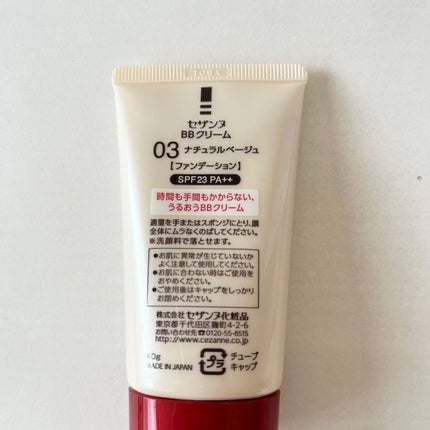 セザンヌ
BBクリーム
03 ナチュラルベージュ
【ファンデーション】
SPF23 PA++
時間も手間もかからない、
うるおうBBクリーム
適量を手またはスポンジにとり、顔
全体にムラなくのばしてください。
※洗顔料で落とせます。
●お肌に異常が生じていないか
よく注意して使用してください。
●お肌に合わない時はご使用を
おやめください。
●ご使用後はキャップをしっかり
お閉めください。
株式会社セザンヌ化粧品
東京都千代田区麹町4-2-6
お問い合わせ先☎0120-55-8515
http://www.cezanne.co.jp
40g
MADE IN JAPAN
プラ
チューブ
キャップ